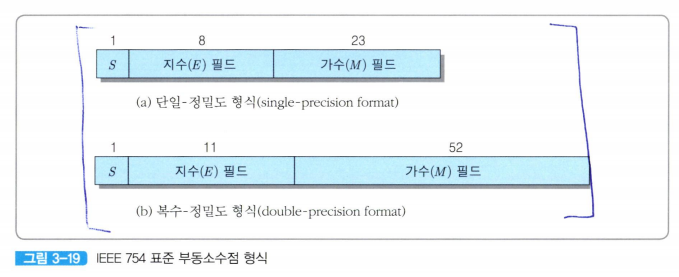 1 8 23
S 지수(E) 필드 가수(M) 필드
(a) 단일-정밀도 형식(single-precision format)
1 11 52
S 지수(E) 필드 가수(M) 필드
(b) 복수-정밀도 형식(double-precision format)
그림 3-19 IEEE 754 표준 부동소수점 형식